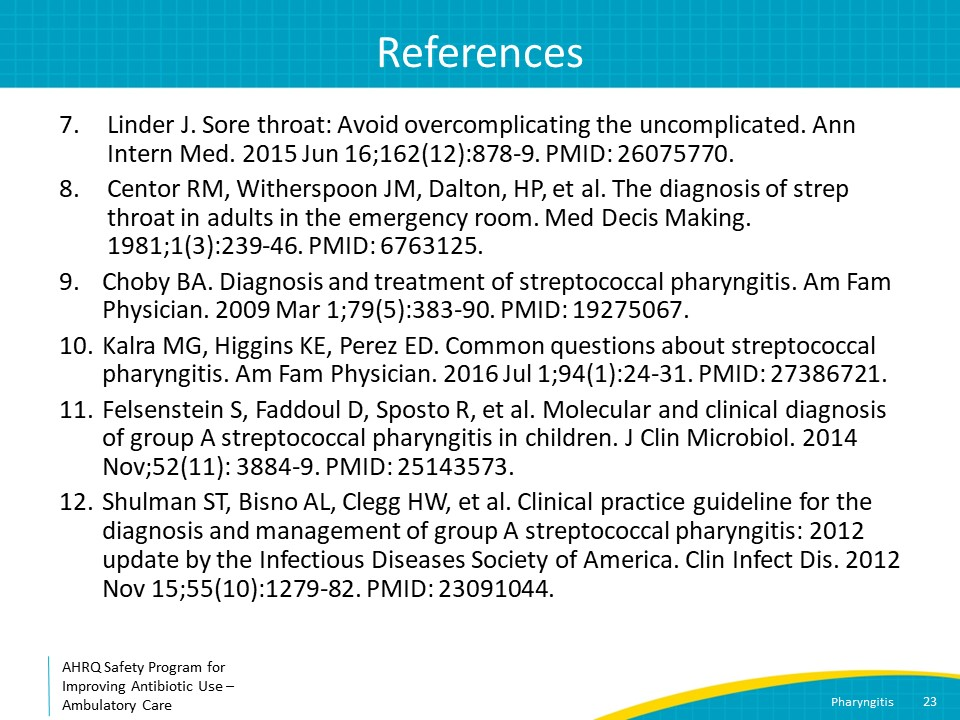 References
7. Linder J. Sore throat: Avoid overcomplicating the uncomplicated. Ann
Intern Med. 2015 Jun 16;162(12):878-9. PMID: 26075770.
8. Centor RM, Witherspoon JM, Dalton, HP, et al. The diagnosis of strep
throat in adults in the emergency room. Med Decis Making.
1981;1(3):239-46. PMID: 6763125.
9. Choby BA. Diagnosis and treatment of streptococcal pharyngitis. Am Fam
Physician. 2009 Mar 1;79(5):383-90. PMID: 19275067.
10. Kalra MG, Higgins KE, Perez ED. Common questions about streptococcal
pharyngitis. Am Fam Physician. 2016 Jul 1;94(1):24-31. PMID: 27386721.
11. Felsenstein S, Faddoul D, Sposto R, et al. Molecular and clinical diagnosis
of group A streptococcal pharyngitis in children. J Clin Microbiol. 2014
Nov;52(11): 3884-9. PMID: 25143573.
12. Shulman ST, Bisno AL, Clegg HW, et al. Clinical practice guideline for the
diagnosis and management of group A streptococcal pharyngitis: 2012
update by the Infectious Diseases Society of America. Clin Infect Dis. 2012
Nov 15;55(10):1279-82. PMID: 23091044.
AHRQ Safety Program for
Improving Antibiotic Use –
Ambulatory Care
Pharyngitis 23